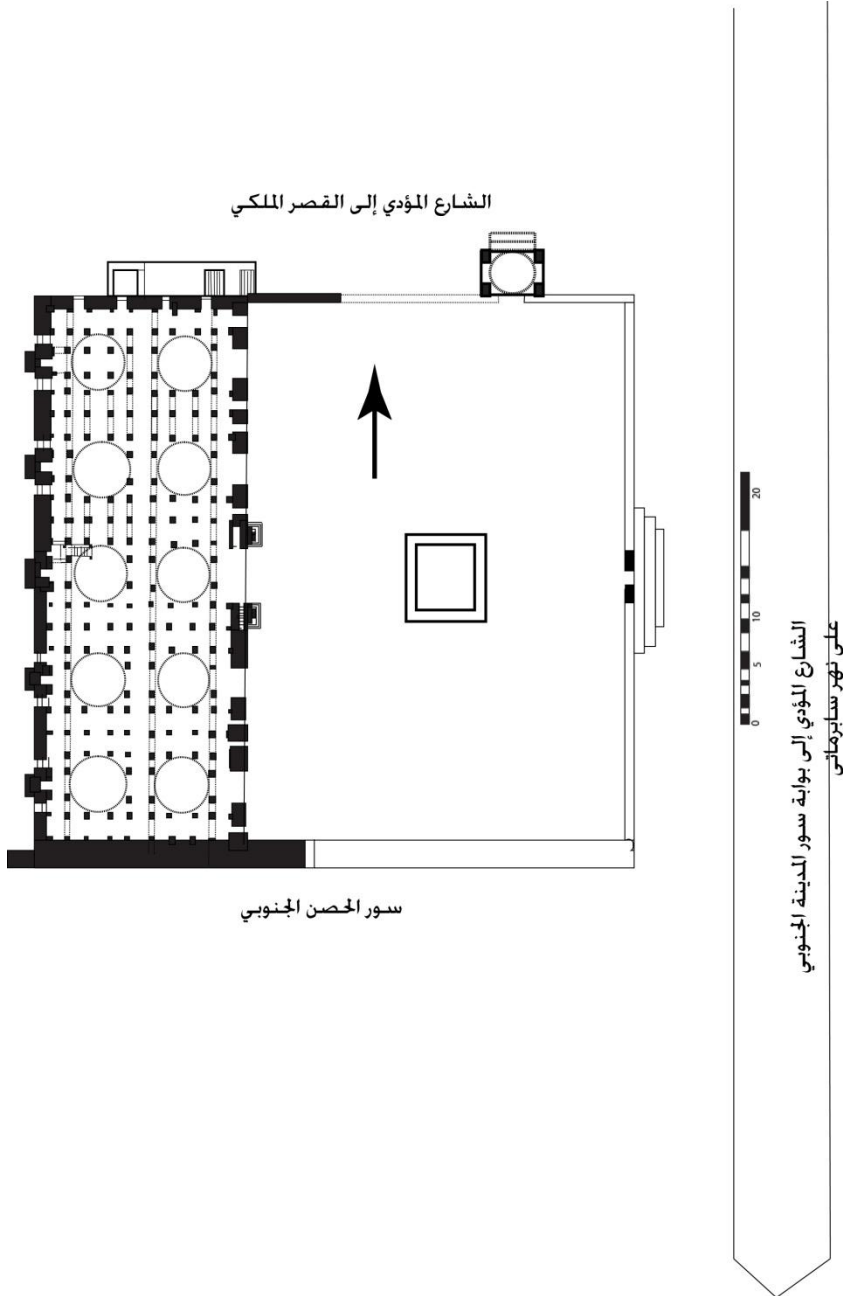 الشارع المؤدي إلى القصر الملكي
سور الحصن الجنوبي
الشارع المؤدي إلى بوابة سور المدينة الجنوبي
على نهر سابرماتى
0
5
10
20